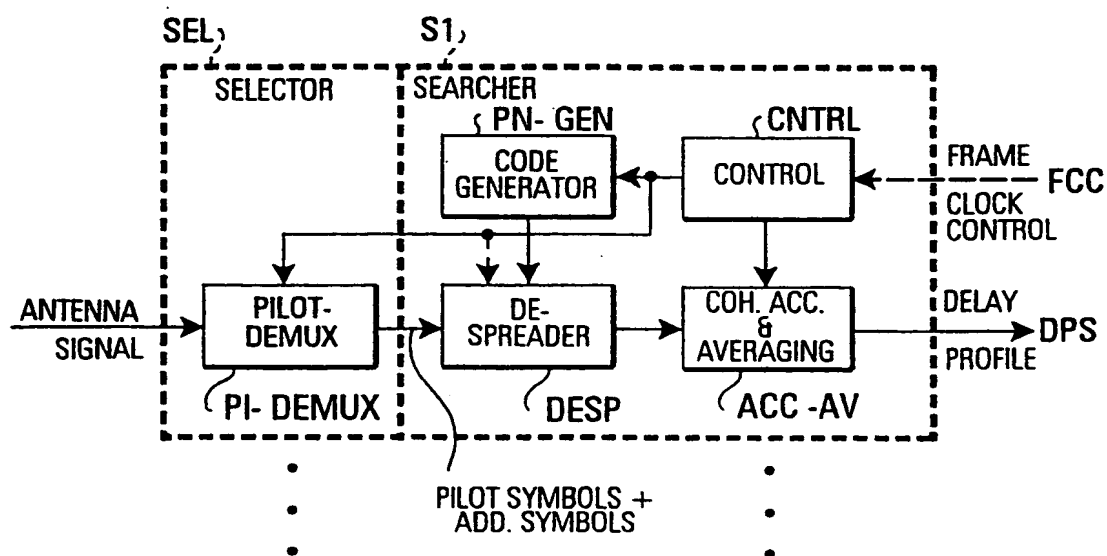 SEL
S1
SELECTOR
SEARCHER
PN- GEN
CNTRL
CODE
GENERATOR
CONTROL
FRAME
FCC
CLOCK
CONTROL
ANTENNA
SIGNAL
PILOT-
DEMUX
DE-
SPREADER
COH. ACC.
&
AVERAGING
DELAY
DPS
PROFILE
PI- DEMUX
DESP
ACC -AV
PILOT SYMBOLS +
ADD. SYMBOLS